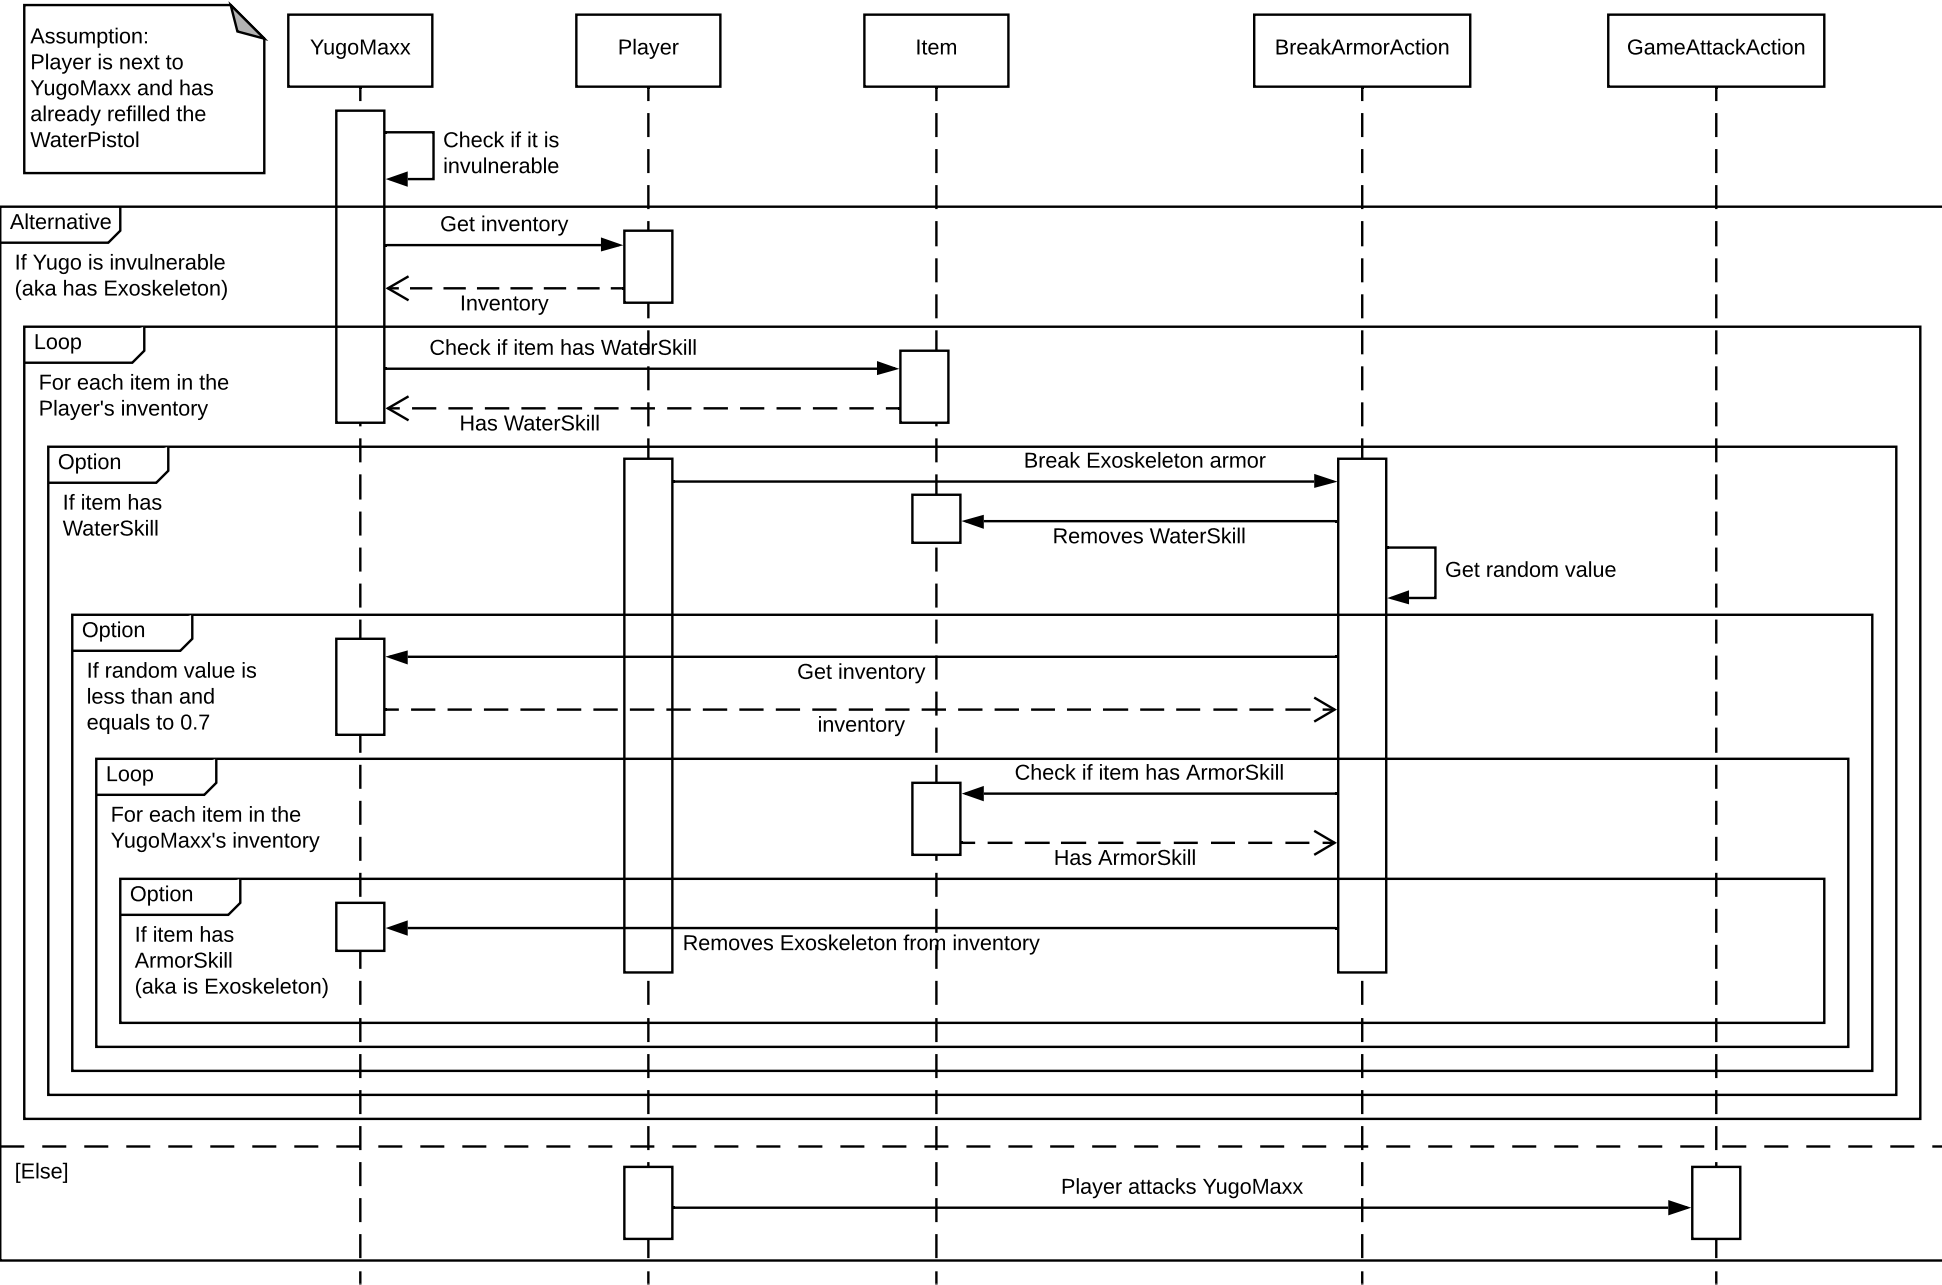 Assumption:
Player is next to
YugoMaxx and has
already refilled the
WaterPistol
YugoMaxx
Player
Item
BreakArmorAction
GameAttackAction
Check if it is
invulnerable
Alternative
If Yugo is invulnerable
(aka has Exoskeleton)
Get inventory
Inventory
Loop
For each item in the
Player's inventory
Check if item has WaterSkill
Has WaterSkill
Option
If item has
WaterSkill
Break Exoskeleton armor
Removes WaterSkill
Get random value
Option
If random value is
less than and
equals to 0.7
Get inventory
inventory
Loop
For each item in the
YugoMaxx's inventory
Check if item has ArmorSkill
Has ArmorSkill
Option
If item has
ArmorSkill
(aka is Exoskeleton)
Removes Exoskeleton from inventory
[Else]
Player attacks YugoMaxx